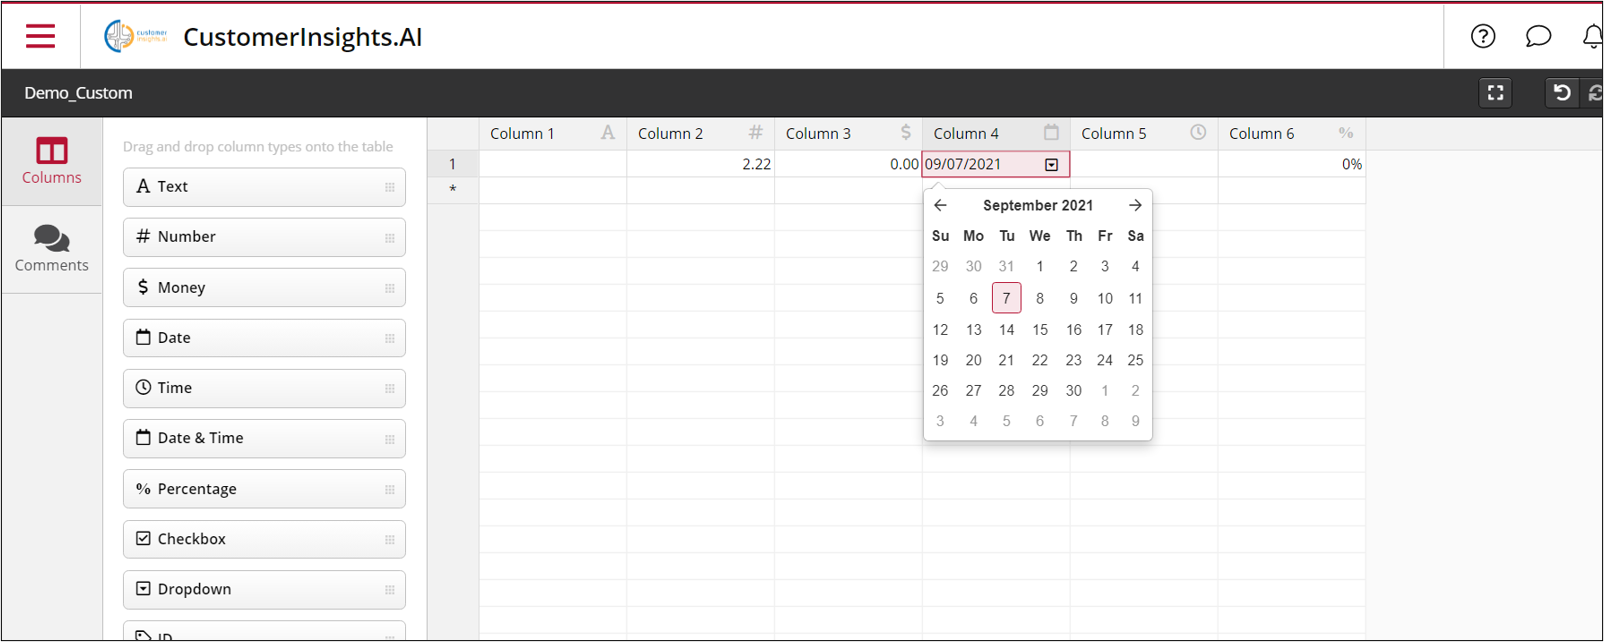 customer
insights.ai
CustomerInsights.AI
Demo_Custom
Columns
Comments
Drag and drop column types onto the table
A Text
# Number
$ Money
Date
Time
Date & Time
% Percentage
Checkbox
Dropdown
ID
Column 1 A Column 2 # Column 3 $ Column 4 Column 5 Column 6 %
1 2.22 0.00 09/07/2021 0%
*
September 2021
Su Mo Tu We Th Fr Sa
29 30 31 1 2 3 4
5 6 7 8 9 10 11
12 13 14 15 16 17 18
19 20 21 22 23 24 25
26 27 28 29 30 1 2
3 4 5 6 7 8 9